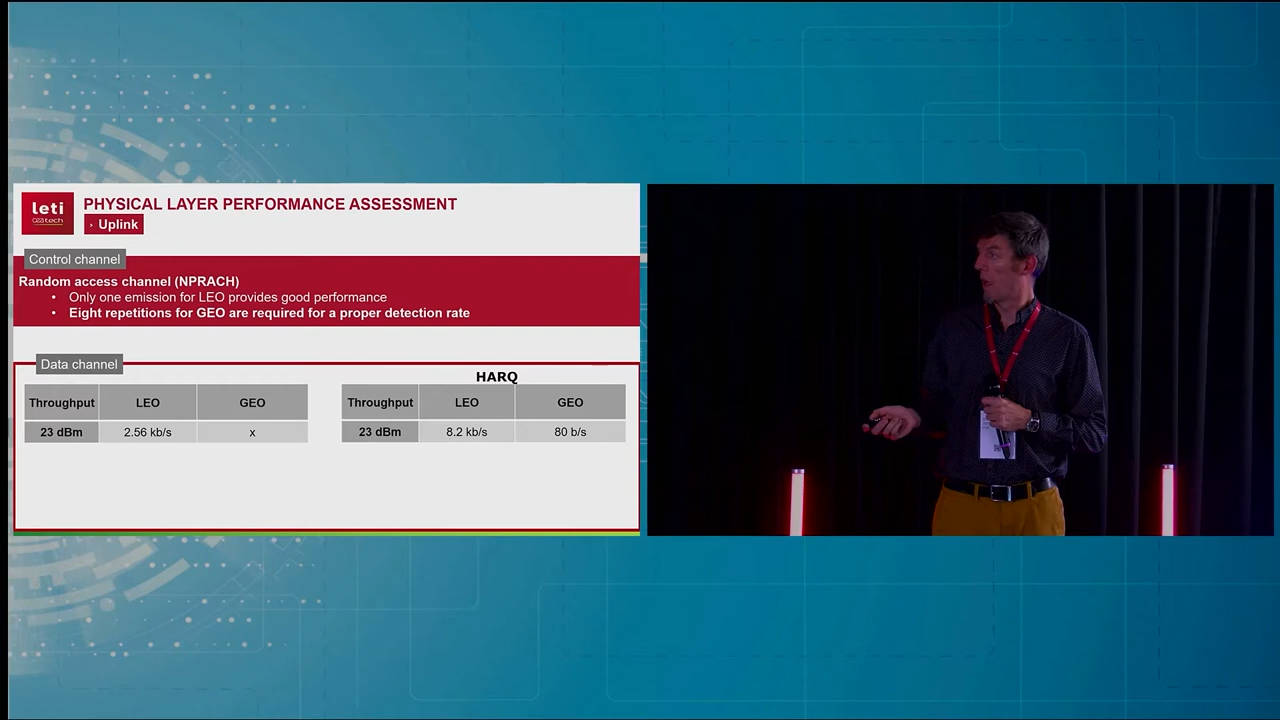 leti
cea tech
PHYSICAL LAYER PERFORMANCE ASSESSMENT
› Uplink
Control channel
Random access channel (NPRACH)
• Only one emission for LEO provides good performance
• Eight repetitions for GEO are required for a proper detection rate
Data channel
Throughput LEO GEO
23 dBm 2.56 kb/s x
HARQ
Throughput LEO GEO
23 dBm 8.2 kb/s 80 b/s